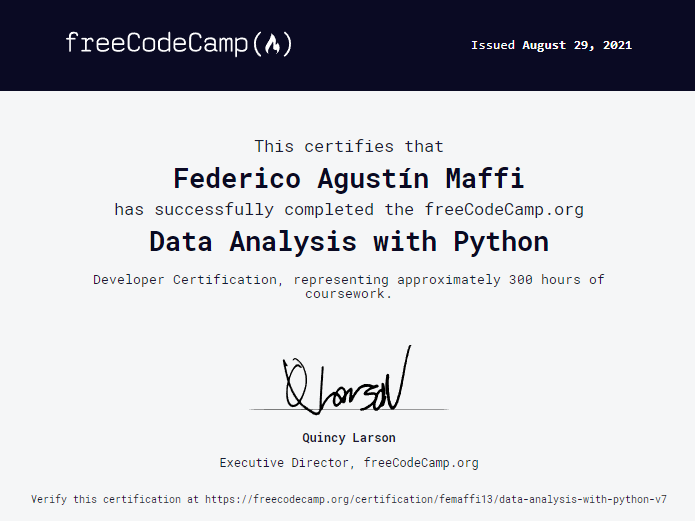 freeCodeCamp
Issued August 29, 2021
This certifies that
Federico Agustín Maffi
has successfully completed the freeCodeCamp.org
Data Analysis with Python
Developer Certification, representing approximately 300 hours of
coursework.
Q Larson
Quincy Larson
Executive Director, freeCodeCamp.org
Verify this certification at https://freecodecamp.org/certification/femaffi13/data-analysis-with-python-v7